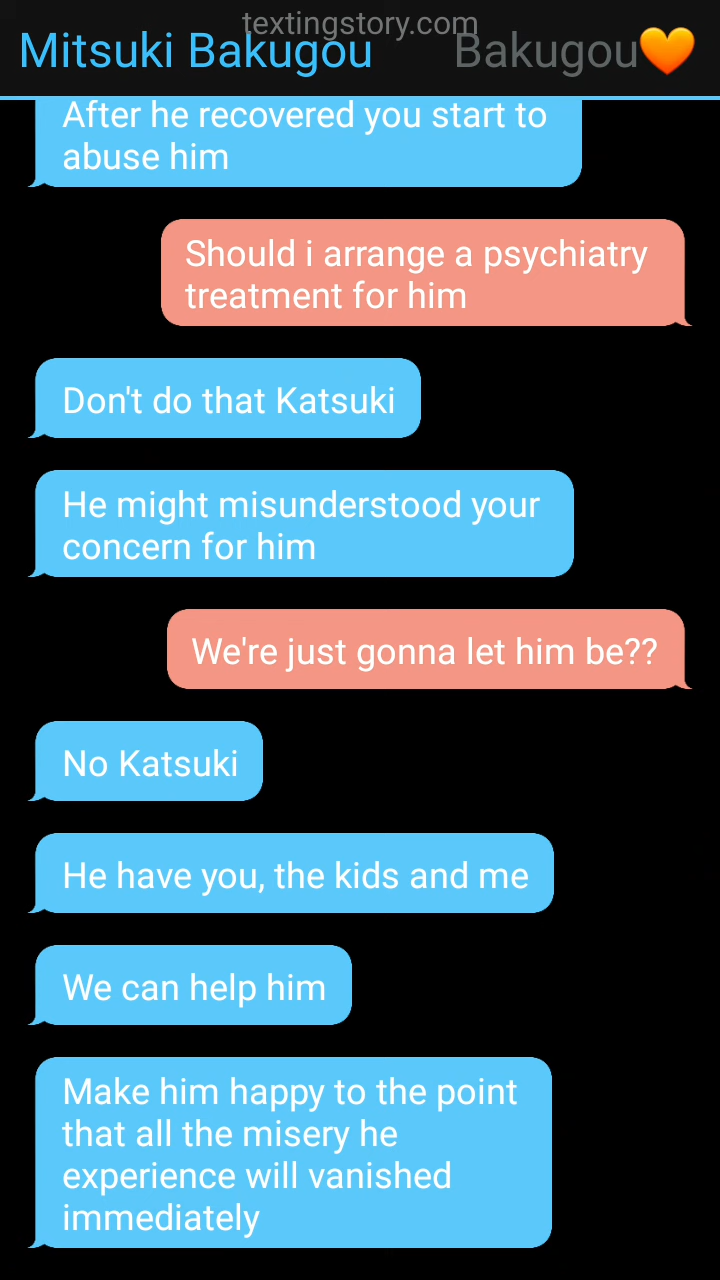 textingstory.com
Mitsuki Bakugou Bakugou🧡
After he recovered you start to
abuse him
Should i arrange a psychiatry
treatment for him
Don't do that Katsuki
He might misunderstood your
concern for him
We're just gonna let him be??
No Katsuki
He have you, the kids and me
We can help him
Make him happy to the point
that all the misery he
experience will vanished
immediately